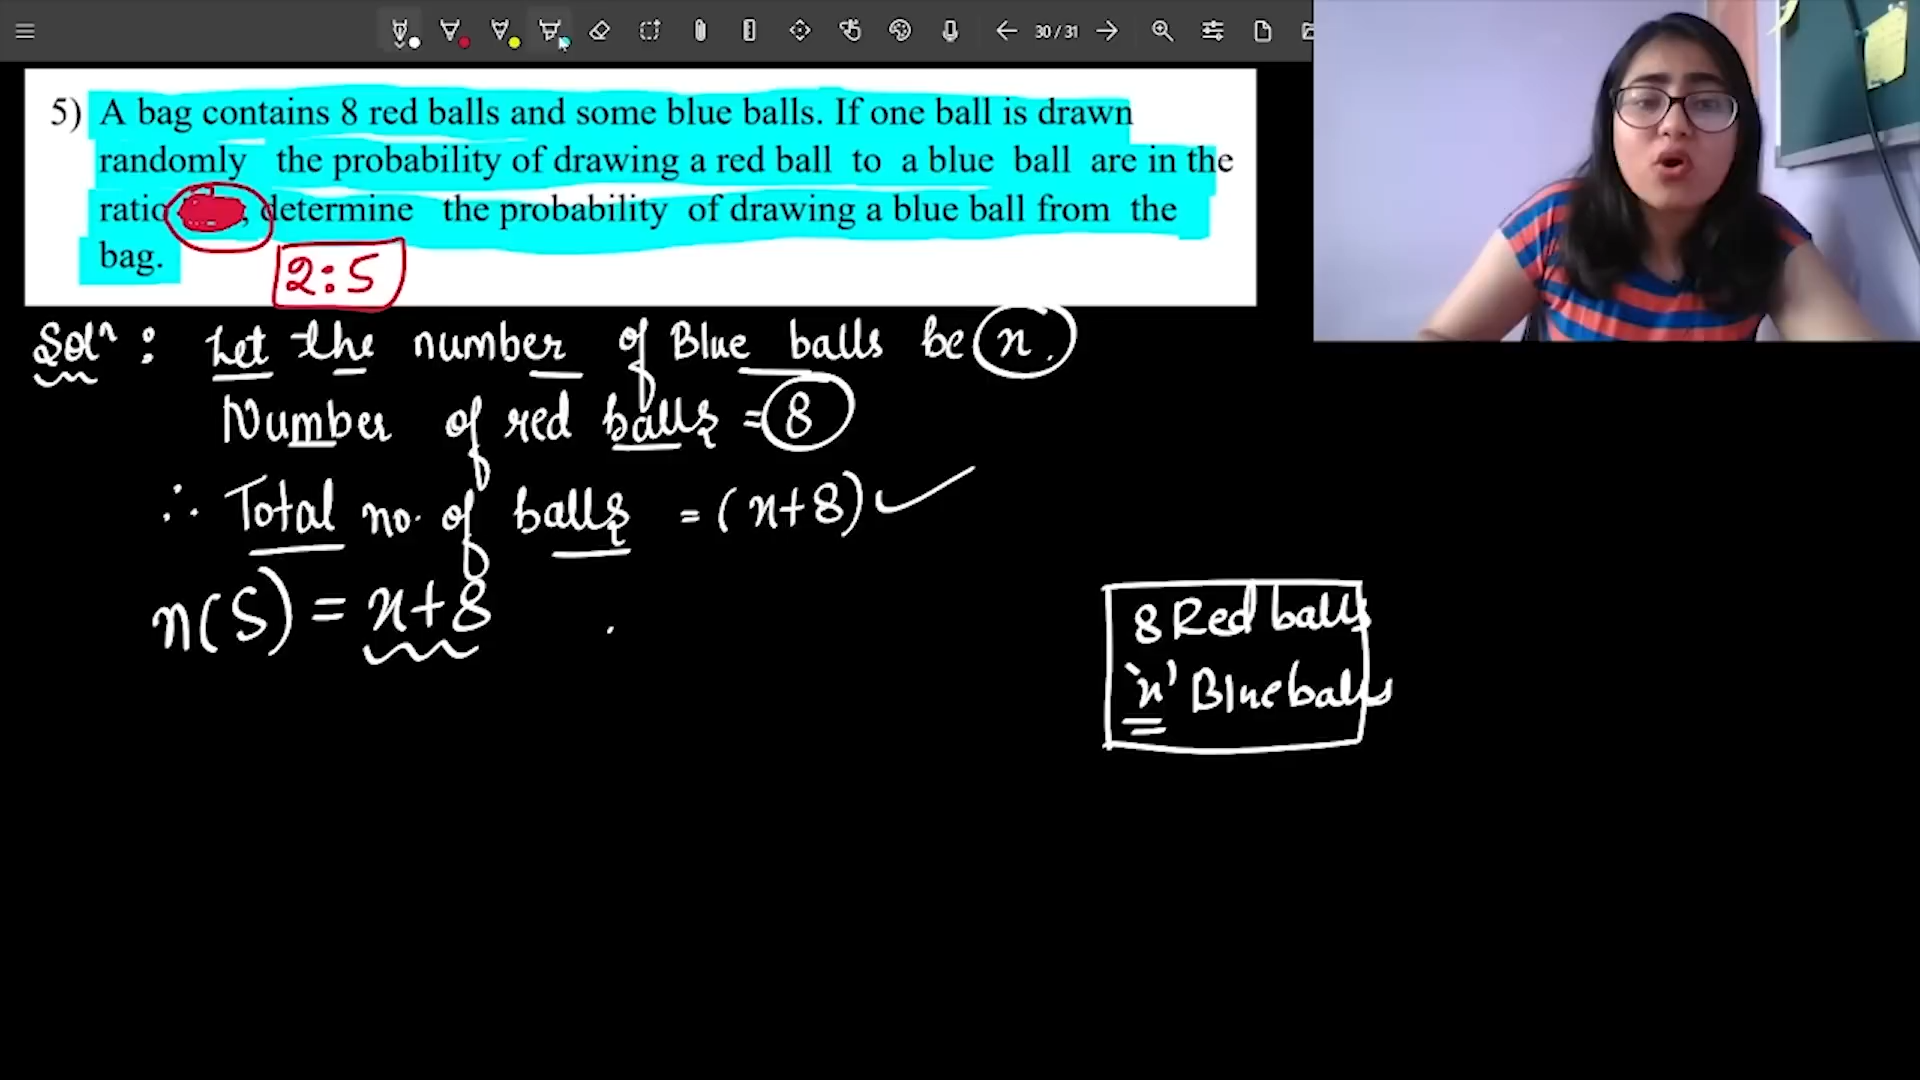 30 / 31
5) A bag contains 8 red balls and some blue balls. If one ball is drawn
randomly the probability of drawing a red ball to a blue ball are in the
ratio determine the probability of drawing a blue ball from the
bag.
2:5
Solⁿ : Let the number of Blue balls be x.
Number of red balls = 8
∴ Total no. of balls = (x+8) ✓
n(S) = x+8
8 Red balls
'x' Blue balls